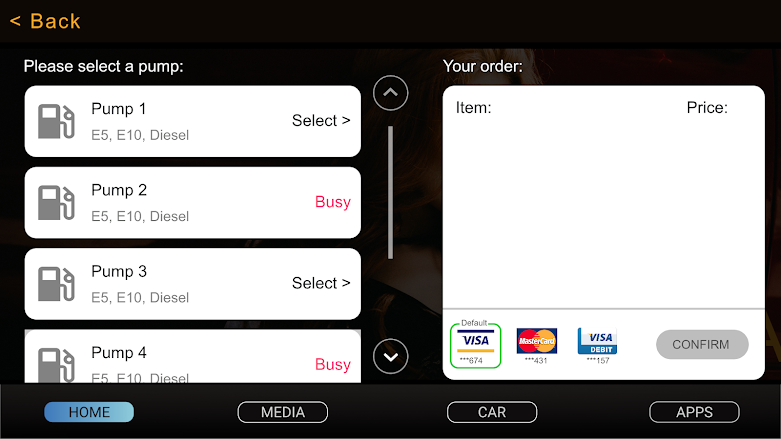 < Back
Please select a pump:
Pump 1
E5, E10, Diesel
Select >
Pump 2
E5, E10, Diesel
Busy
Pump 3
E5, E10, Diesel
Select >
Pump 4
E5, E10, Diesel
Busy
Your order:
Item:
Price:
Default
VISA
***674
MasterCard
***431
VISA
DEBIT
***157
CONFIRM
HOME
MEDIA
CAR
APPS